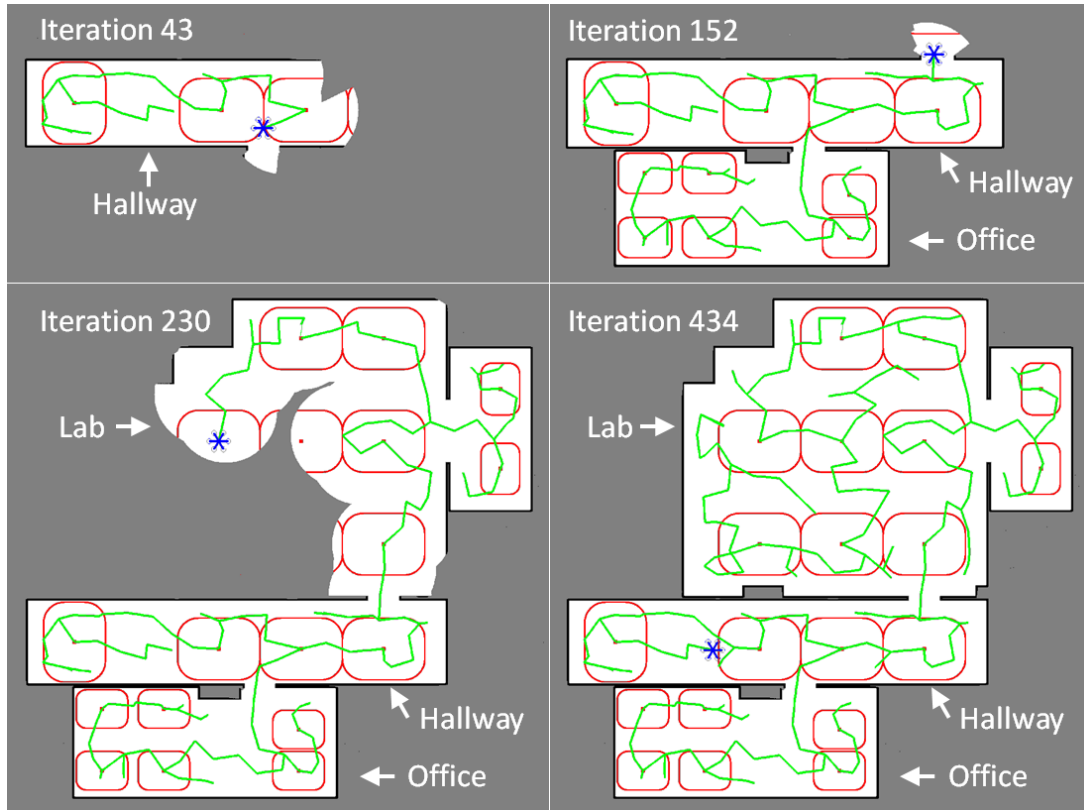 Iteration 43
Hallway
Iteration 152
Hallway
Office
Iteration 230
Lab
Hallway
Office
Iteration 434
Lab
Hallway
Office